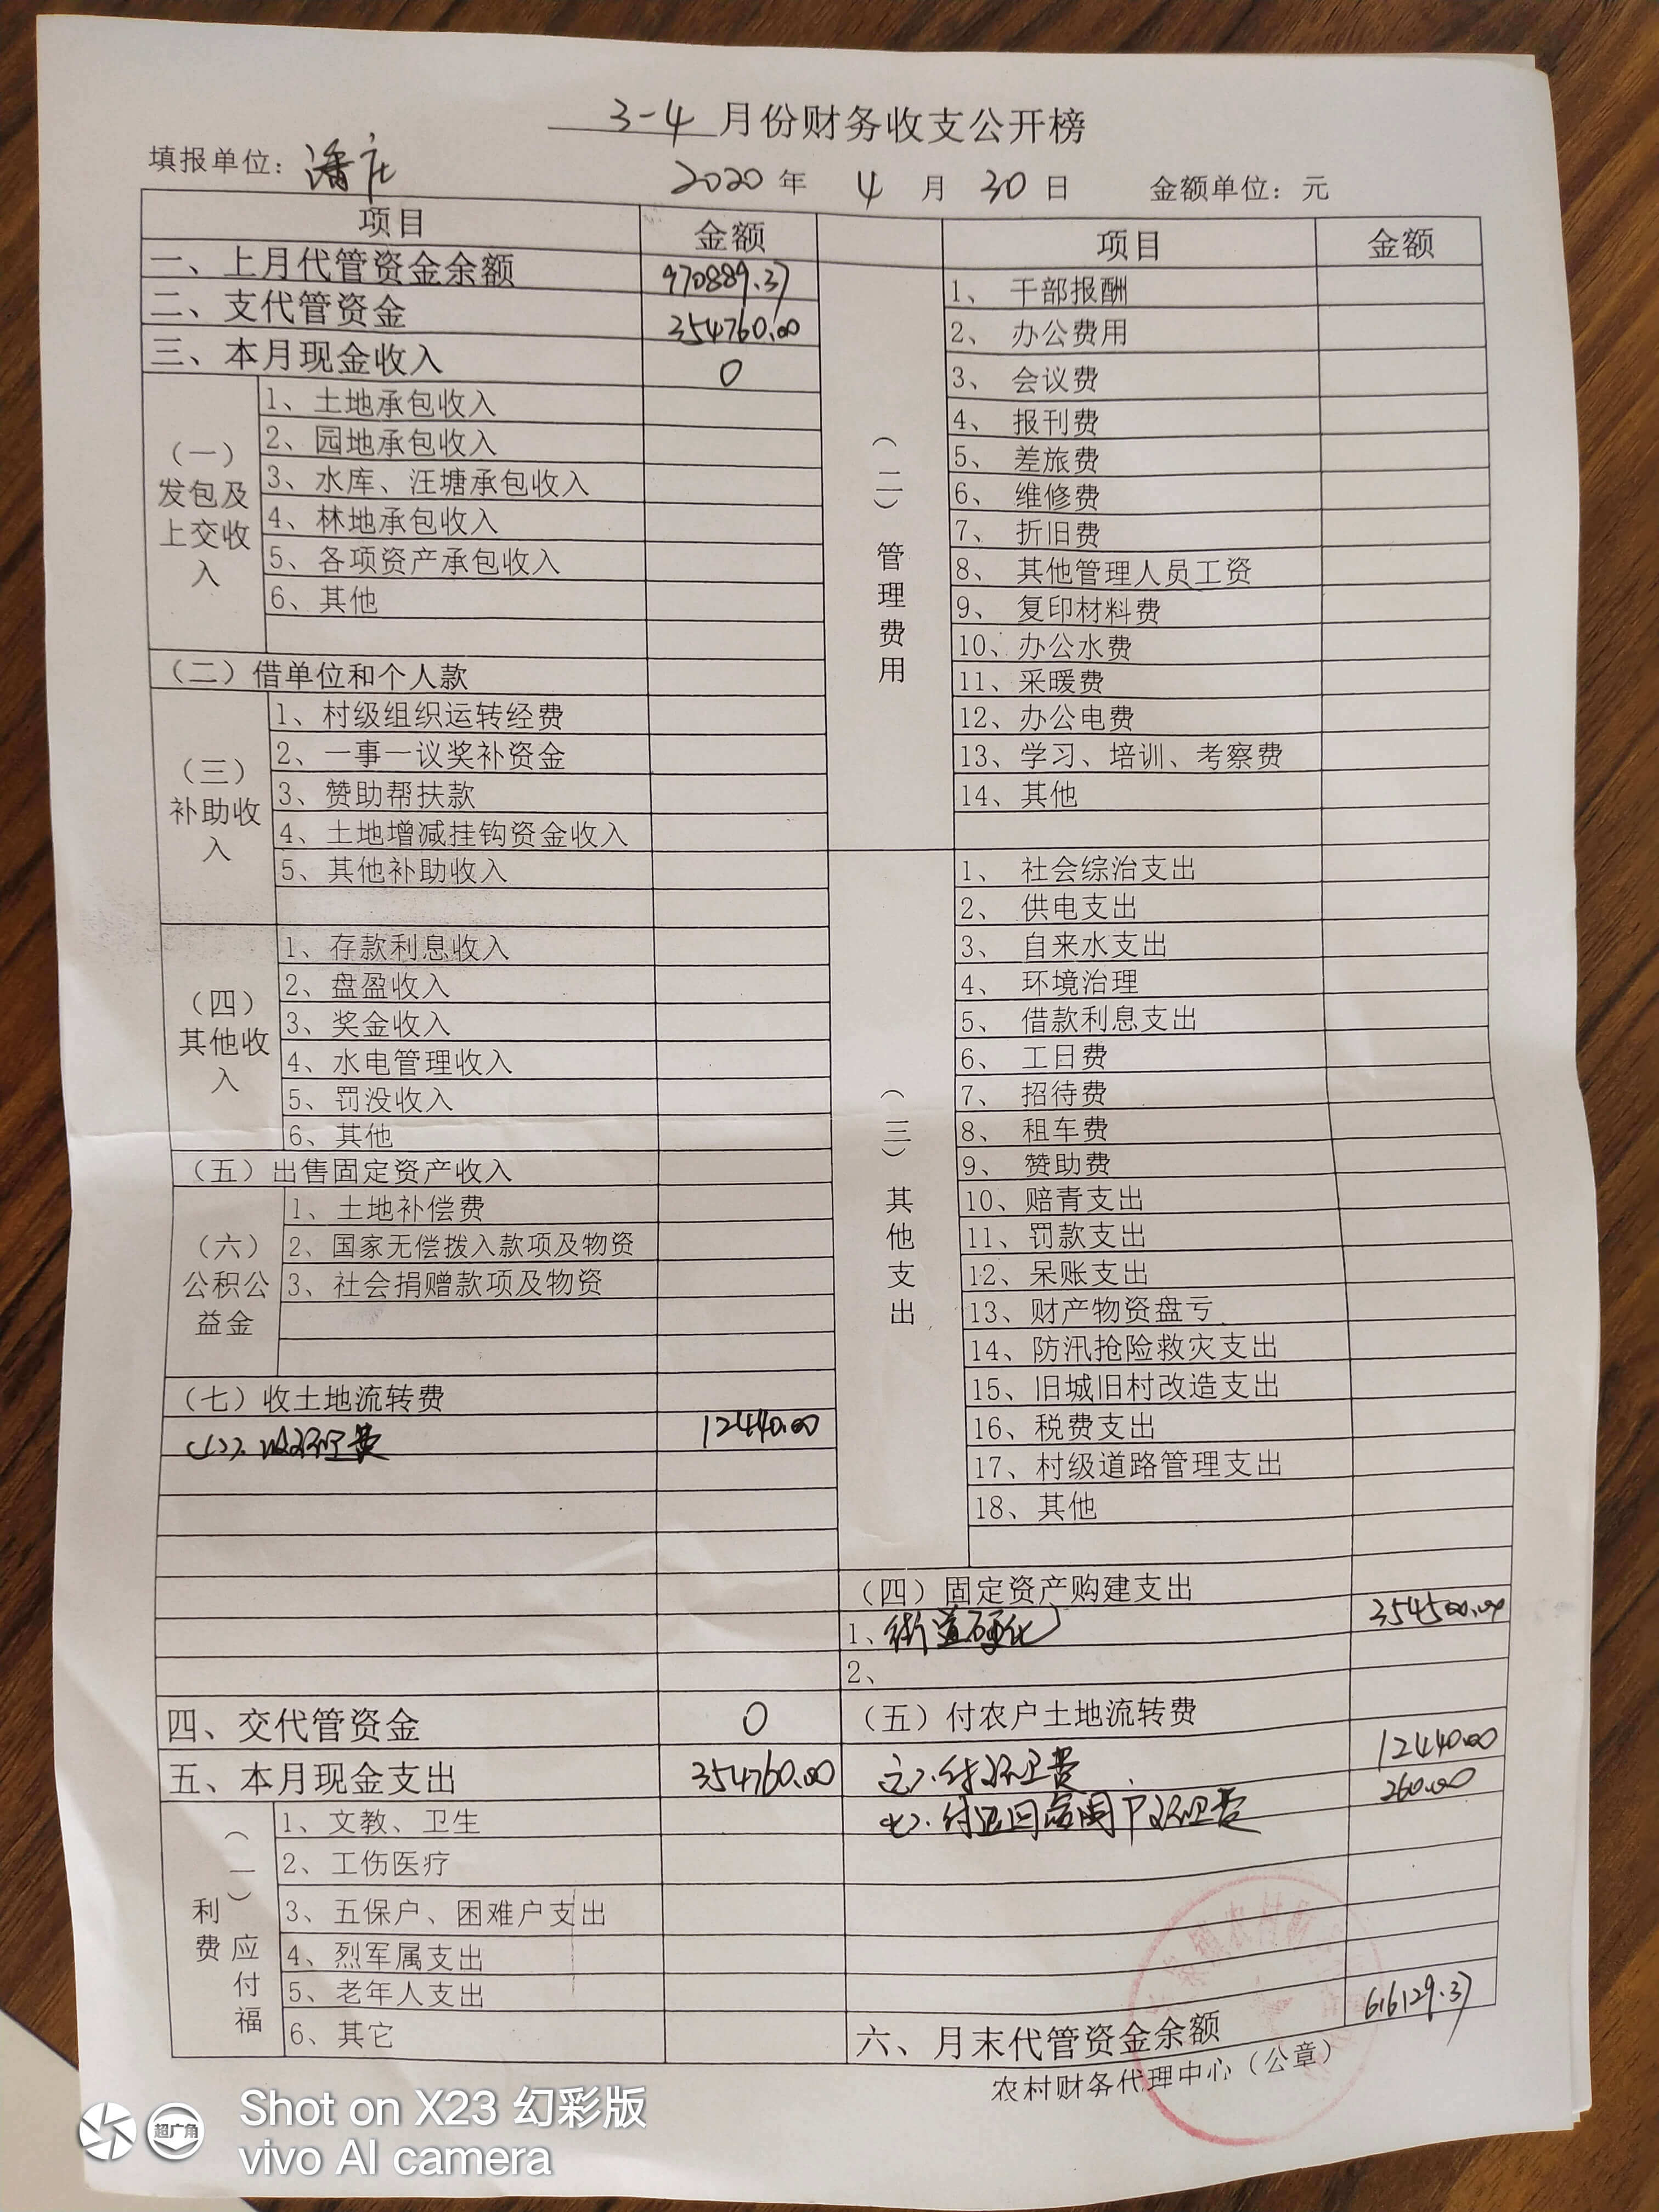 3-4 月份财务收支公开榜
填报单位：潘庄 2020 年 4 月 30 日 金额单位：元
项目 金额
一、上月代管资金余额 970889.37
二、支代管资金 354760.00
三、本月现金收入 0
（一）发包及上交收入
1、土地承包收入
2、园地承包收入
3、水库、汪塘承包收入
4、林地承包收入
5、各项资产承包收入
6、其他
（二）借单位和个人款
（三）补助收入
1、村级组织运转经费
2、一事一议奖补资金
3、赞助帮扶款
4、土地增减挂钩资金收入
5、其他补助收入
（四）其他收入
1、存款利息收入
2、盘盈收入
3、奖金收入
4、水电管理收入
5、罚没收入
6、其他
（五）出售固定资产收入
（六）公积公益金
1、土地补偿费
2、国家无偿拨入款项及物资
3、社会捐赠款项及物资
（七）收土地流转费
（八）、收环卫费 12440.00
四、交代管资金 0
五、本月现金支出 354760.00
（一）应付福利费
1、文教、卫生
2、工伤医疗
3、五保户、困难户支出
4、烈军属支出
5、老年人支出
6、其它
项目 金额
（二）管理费用
1、干部报酬
2、办公费用
3、会议费
4、报刊费
5、差旅费
6、维修费
7、折旧费
8、其他管理人员工资
9、复印材料费
10、办公水费
11、采暖费
12、办公电费
13、学习、培训、考察费
14、其他
（三）其他支出
1、社会综治支出
2、供电支出
3、自来水支出
4、环境治理
5、借款利息支出
6、工日费
7、招待费
8、租车费
9、赞助费
10、赔青支出
11、罚款支出
12、呆账支出
13、财产物资盘亏
14、防汛抢险救灾支出
15、旧城旧村改造支出
16、税费支出
17、村级道路管理支出
18、其他
（四）固定资产购建支出
1、街道硬化 354500.00
2、
（五）付农户土地流转费
六）、付环卫费 12440.00
七）、付退回贫困户环卫费 260.00
六、月末代管资金余额 616129.37
农村财务代理中心（公章）
Shot on X23 幻彩版
vivo AI camera
超广角